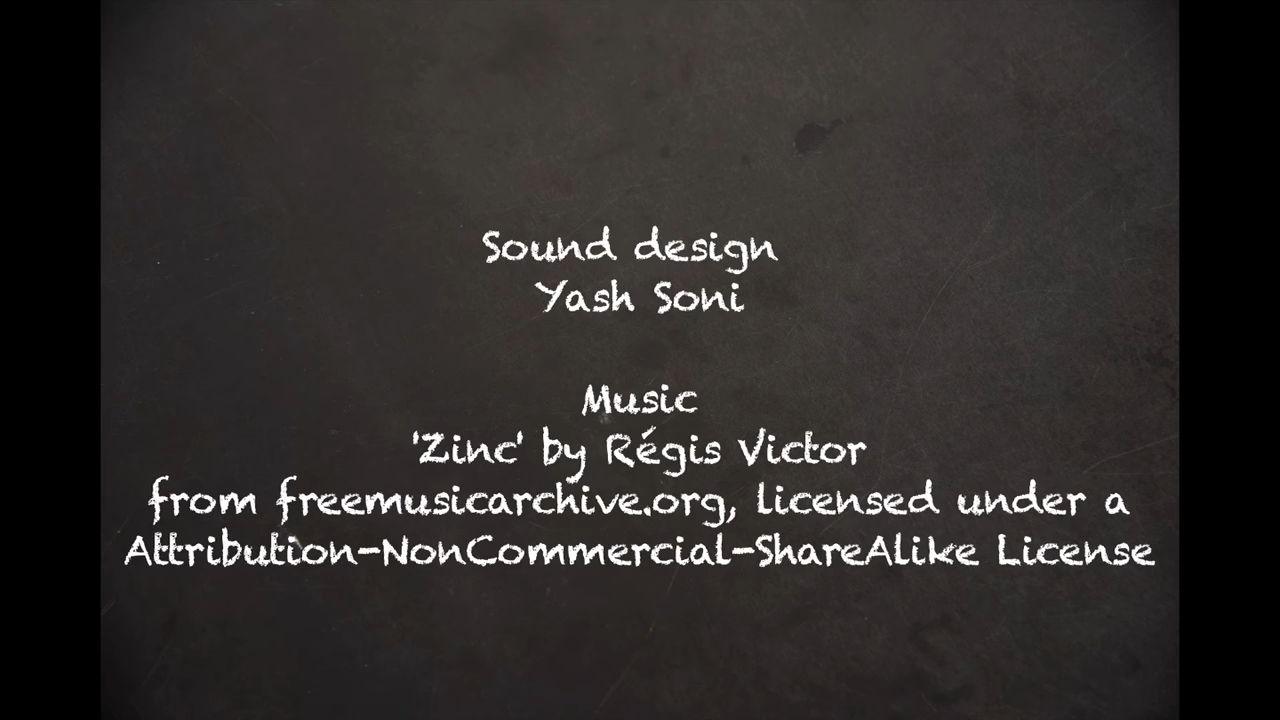 Sound design
Yash Soni
Music
'Zinc' by Régis Victor
from freemusicarchive.org, licensed under a
Attribution-NonCommercial-ShareAlike License